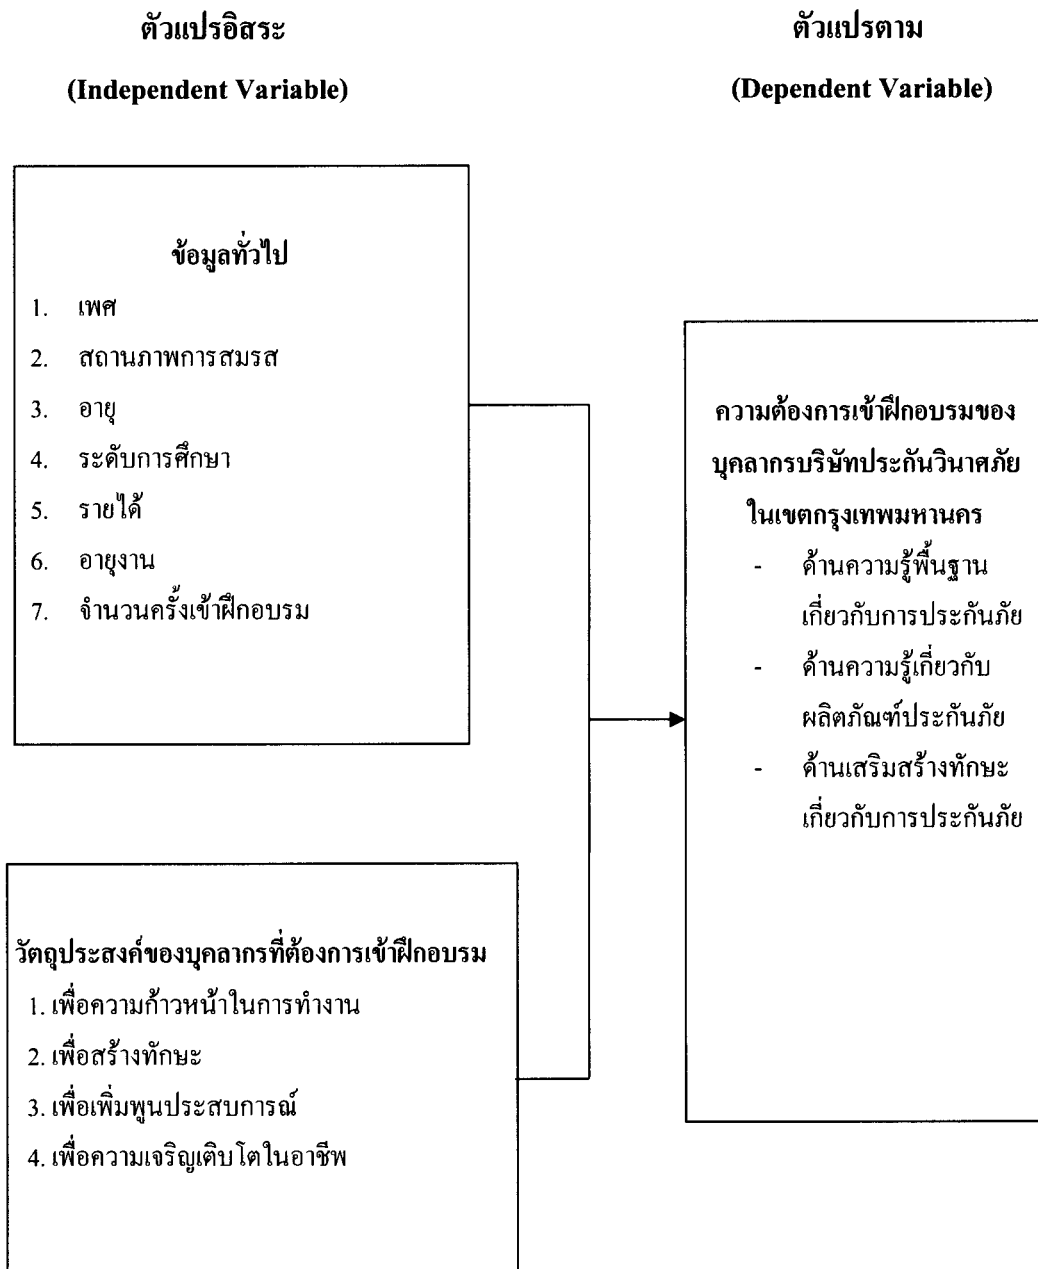 ตัวแปรอิสระ
(Independent Variable)
ตัวแปรตาม
(Dependent Variable)
ข้อมูลทั่วไป
1. เพศ
2. สถานภาพการสมรส
3. อายุ
4. ระดับการศึกษา
5. รายได้
6. อายุงาน
7. จำนวนครั้งเข้าฝึกอบรม
วัตถุประสงค์ของบุคลากรที่ต้องการเข้าฝึกอบรม
1. เพื่อความก้าวหน้าในการทำงาน
2. เพื่อสร้างทักษะ
3. เพื่อเพิ่มพูนประสบการณ์
4. เพื่อความเจริญเติบโตในอาชีพ
ความต้องการเข้าฝึกอบรมของ
บุคลากรบริษัทประกันวินาศภัย
ในเขตกรุงเทพมหานคร
- ด้านความรู้พื้นฐาน
เกี่ยวกับการประกันภัย
- ด้านความรู้เกี่ยวกับ
ผลิตภัณฑ์ประกันภัย
- ด้านเสริมสร้างทักษะ
เกี่ยวกับการประกันภัย